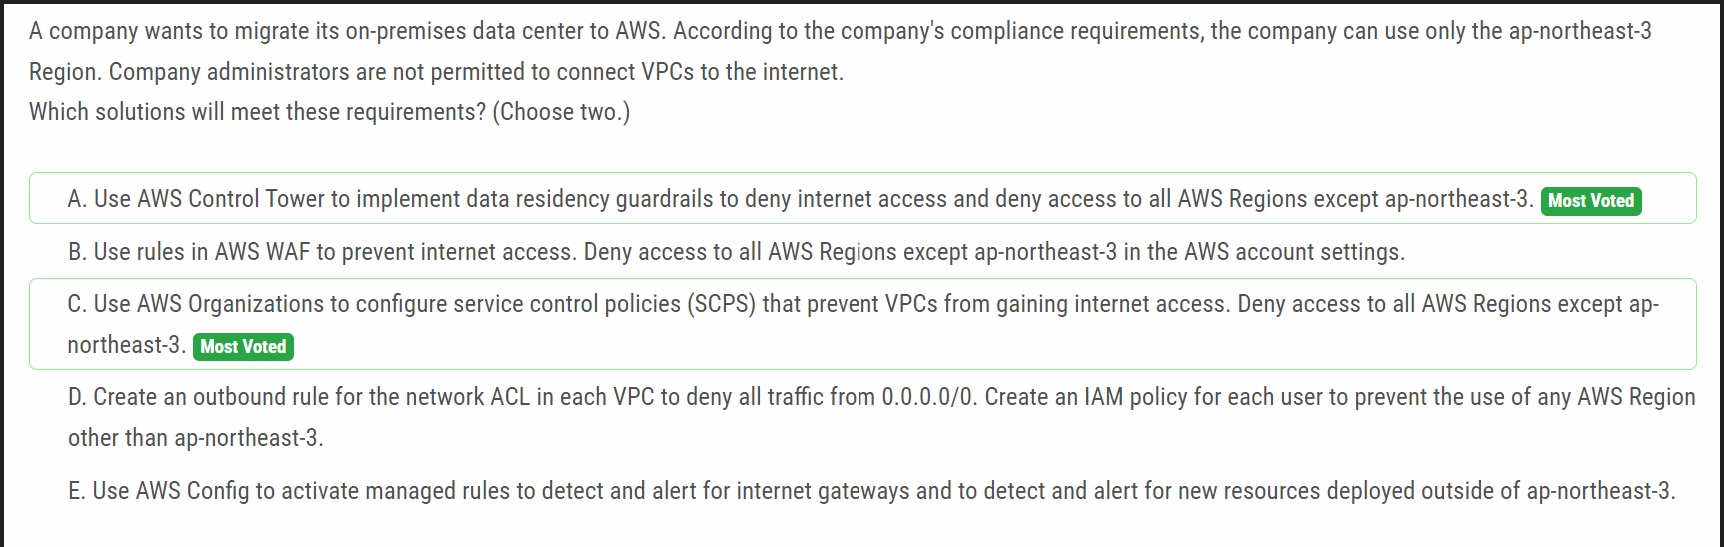 A company wants to migrate its on-premises data center to AWS. According to the company's compliance requirements, the company can use only the ap-northeast-3
Region. Company administrators are not permitted to connect VPCs to the internet.
Which solutions will meet these requirements? (Choose two.)
A. Use AWS Control Tower to implement data residency guardrails to deny internet access and deny access to all AWS Regions except ap-northeast-3. Most Voted
B. Use rules in AWS WAF to prevent internet access. Deny access to all AWS Regions except ap-northeast-3 in the AWS account settings.
C. Use AWS Organizations to configure service control policies (SCPS) that prevent VPCs from gaining internet access. Deny access to all AWS Regions except ap-
northeast-3. Most Voted
D. Create an outbound rule for the network ACL in each VPC to deny all traffic from 0.0.0.0/0. Create an IAM policy for each user to prevent the use of any AWS Region
other than ap-northeast-3.
E. Use AWS Config to activate managed rules to detect and alert for internet gateways and to detect and alert for new resources deployed outside of ap-northeast-3.